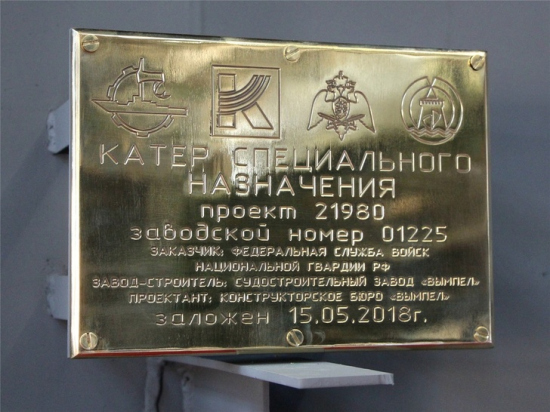 КАТЕР СПЕЦИАЛЬНОГО
НАЗНАЧЕНИЯ
проект 21980
заводской номер 01225
ЗАКАЗЧИК: ФЕДЕРАЛЬНАЯ СЛУЖБА ВОЙСК
НАЦИОНАЛЬНОЙ ГВАРДИИ РФ
ЗАВОД-СТРОИТЕЛЬ: СУДОСТРОИТЕЛЬНЫЙ ЗАВОД «ВЫМПЕЛ»
ПРОЕКТАНТ: КОНСТРУКТОРСКОЕ БЮРО «ВЫМПЕЛ»
заложен 15.05.2018г.